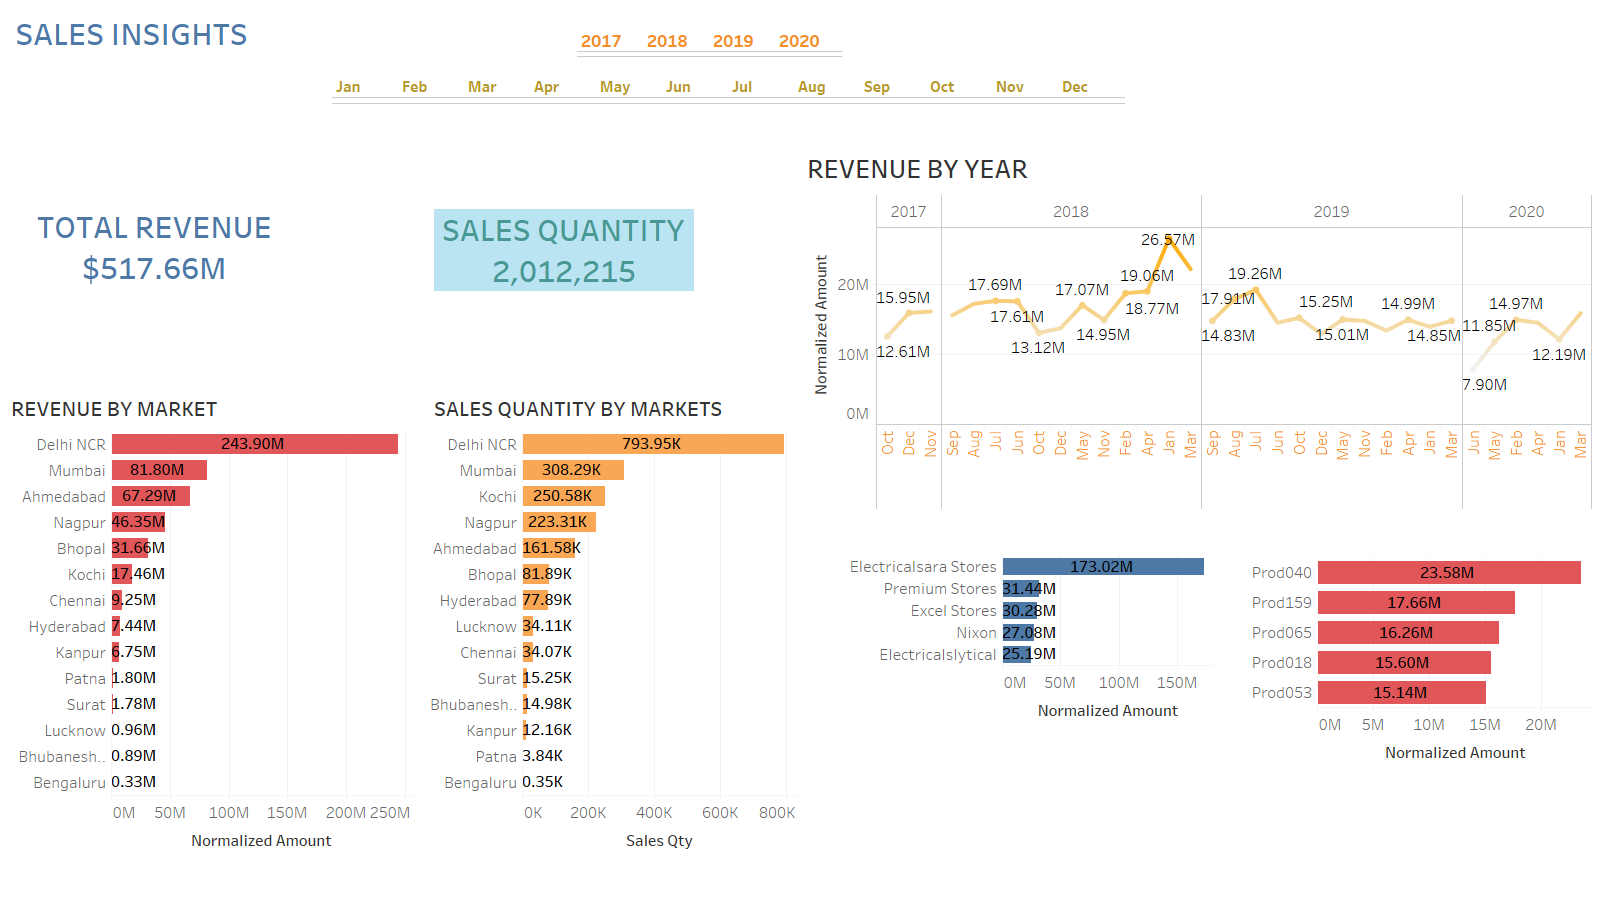 SALES INSIGHTS
2017 2018 2019 2020
Jan Feb Mar Apr May Jun Jul Aug Sep Oct Nov Dec
TOTAL REVENUE
$517.66M
SALES QUANTITY
2,012,215
REVENUE BY YEAR
2017 2018 2019 2020
Normalized Amount
20M
10M
0M
15.95M
12.61M
17.69M
17.61M
13.12M
17.07M
14.95M
19.06M
18.77M
26.57M
17.91M
14.83M
19.26M
15.25M
15.01M
14.99M
14.85M
11.85M
7.90M
14.97M
12.19M
Oct Dec Nov Sep Aug Jul Jun Oct Dec May Nov Feb Apr Jan Mar Sep Aug Jul Jun Oct Dec May Nov Feb Apr Jan Mar Jun May Feb Apr Jan Mar
REVENUE BY MARKET
Delhi NCR 243.90M
Mumbai 81.80M
Ahmedabad 67.29M
Nagpur 46.35M
Bhopal 31.66M
Kochi 17.46M
Chennai 9.25M
Hyderabad 7.44M
Kanpur 6.75M
Patna 1.80M
Surat 1.78M
Lucknow 0.96M
Bhubanesh.. 0.89M
Bengaluru 0.33M
0M 50M 100M 150M 200M 250M
Normalized Amount
SALES QUANTITY BY MARKETS
Delhi NCR 793.95K
Mumbai 308.29K
Kochi 250.58K
Nagpur 223.31K
Ahmedabad 161.58K
Bhopal 81.89K
Hyderabad 77.89K
Lucknow 34.11K
Chennai 34.07K
Surat 15.25K
Bhubanesh.. 14.98K
Kanpur 12.16K
Patna 3.84K
Bengaluru 0.35K
0K 200K 400K 600K 800K
Sales Qty
Electricalsara Stores 173.02M
Premium Stores 31.44M
Excel Stores 30.28M
Nixon 27.08M
Electricalslytical 25.19M
0M 50M 100M 150M
Normalized Amount
Prod040 23.58M
Prod159 17.66M
Prod065 16.26M
Prod018 15.60M
Prod053 15.14M
0M 5M 10M 15M 20M
Normalized Amount